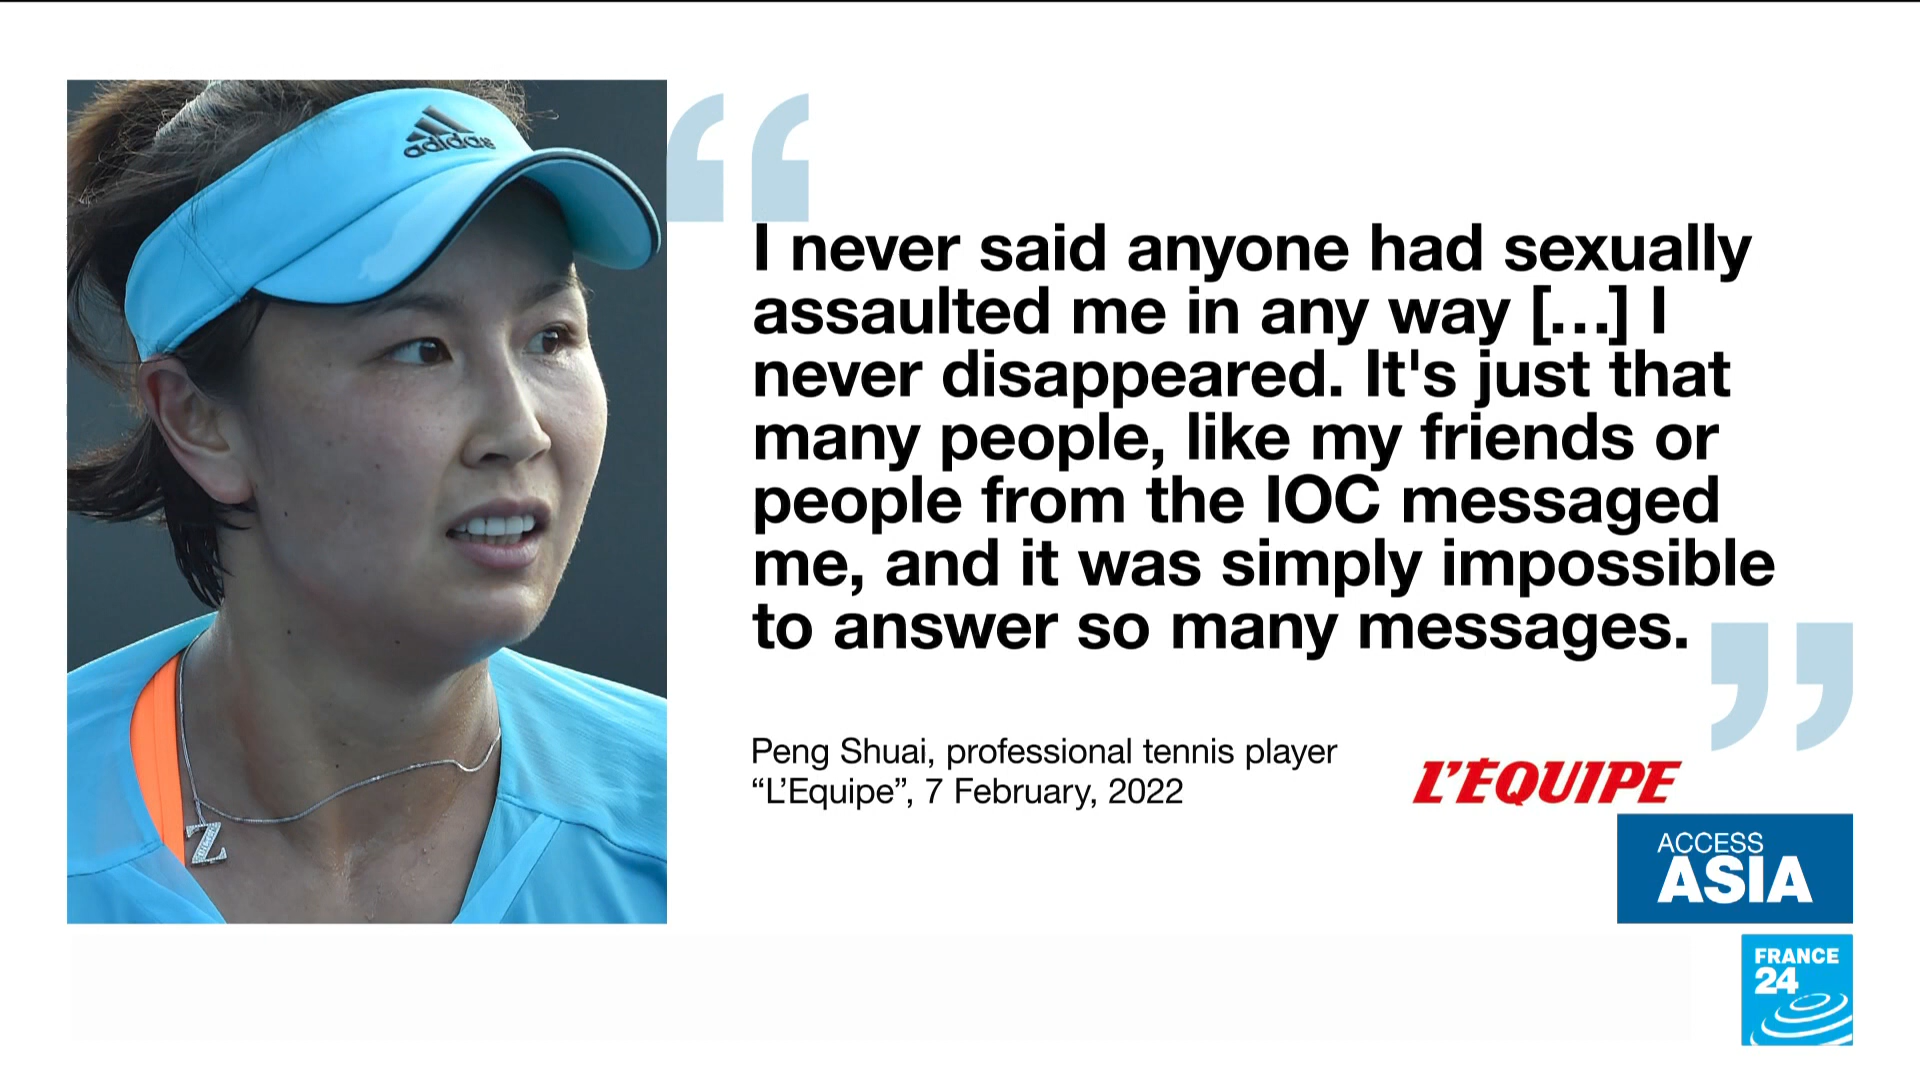 adidas
I never said anyone had sexually
assaulted me in any way [...] I
never disappeared. It's just that
many people, like my friends or
people from the IOC messaged
me, and it was simply impossible
to answer so many messages.
Peng Shuai, professional tennis player
“L’Equipe”, 7 February, 2022
L’ÉQUIPE
ACCESS
ASIA
FRANCE
24
Z